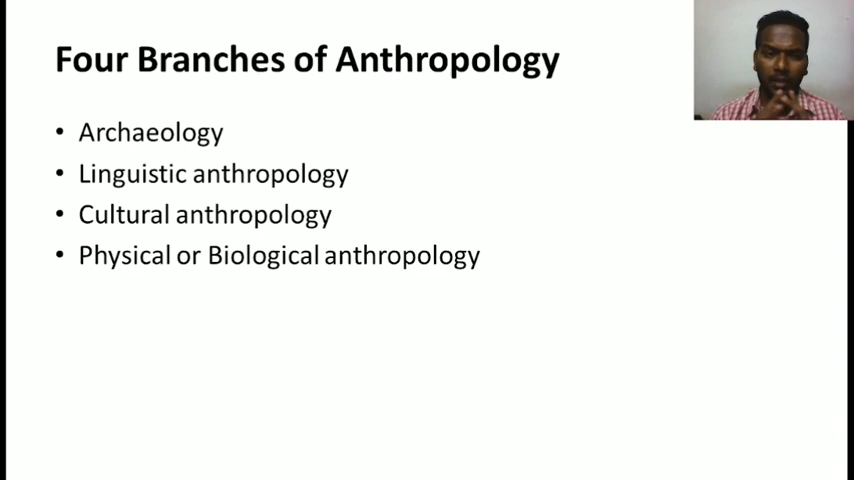 Four Branches of Anthropology
• Archaeology
• Linguistic anthropology
• Cultural anthropology
• Physical or Biological anthropology